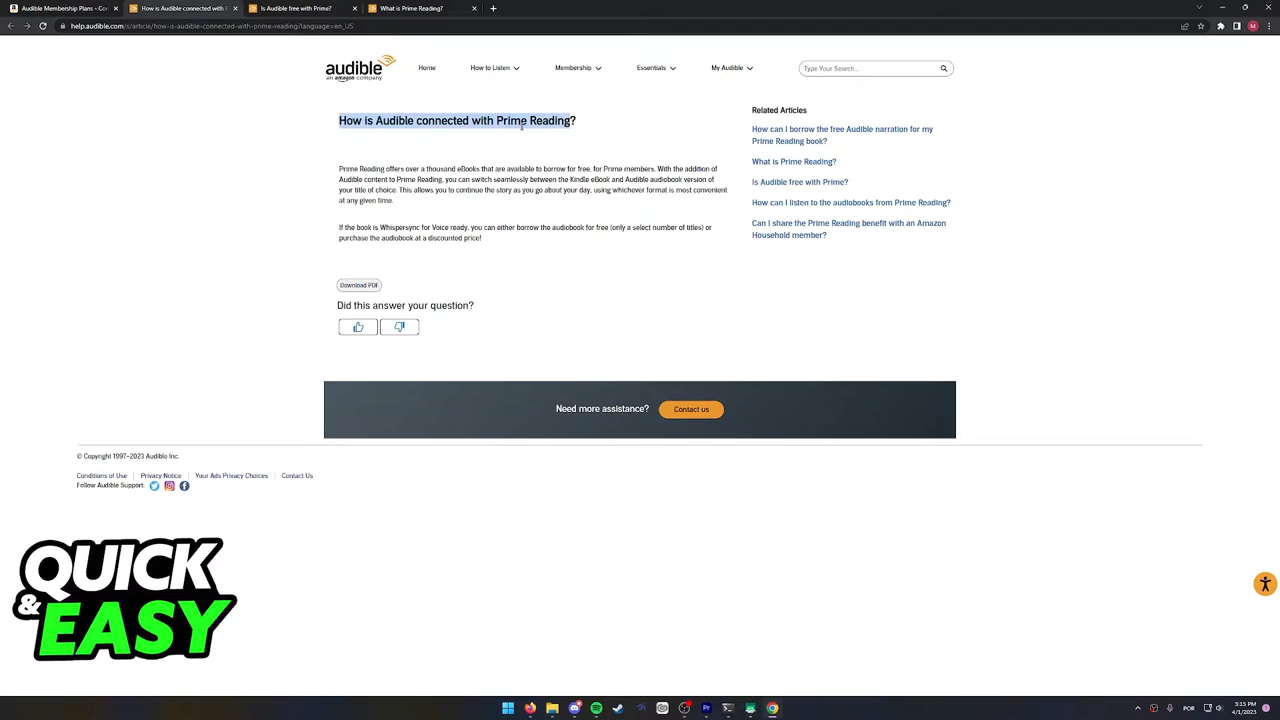 Audible Membership Plans - Co
How is Audible connected with P
Is Audible free with Prime?
What is Prime Reading?
help.audible.com/s/article/how-is-audible-connected-with-prime-reading?language=en_US
M
audible
an amazon company
Home
How to Listen
Membership
Essentials
My Audible
Type Your Search...
How is Audible connected with Prime Reading?
Prime Reading offers over a thousand eBooks that are available to borrow for free, for Prime members. With the addition of
Audible content to Prime Reading, you can switch seamlessly between the Kindle eBook and Audible audiobook version of
your title of choice. This allows you to continue the story as you go about your day, using whichever format is most convenient
at any given time.
If the book is Whispersync for Voice ready, you can either borrow the audiobook for free (only a select number of titles) or
purchase the audiobook at a discounted price!
Download PDF
Did this answer your question?
Related Articles
How can I borrow the free Audible narration for my
Prime Reading book?
What is Prime Reading?
Is Audible free with Prime?
How can I listen to the audiobooks from Prime Reading?
Can I share the Prime Reading benefit with an Amazon
Household member?
Need more assistance?
Contact us
© Copyright 1997-2023 Audible Inc.
Conditions of Use
Privacy Notice
Your Ads Privacy Choices
Contact Us
Follow Audible Support:
QUICK
& EASY
Pr
POR
3:15 PM
4/1/2023